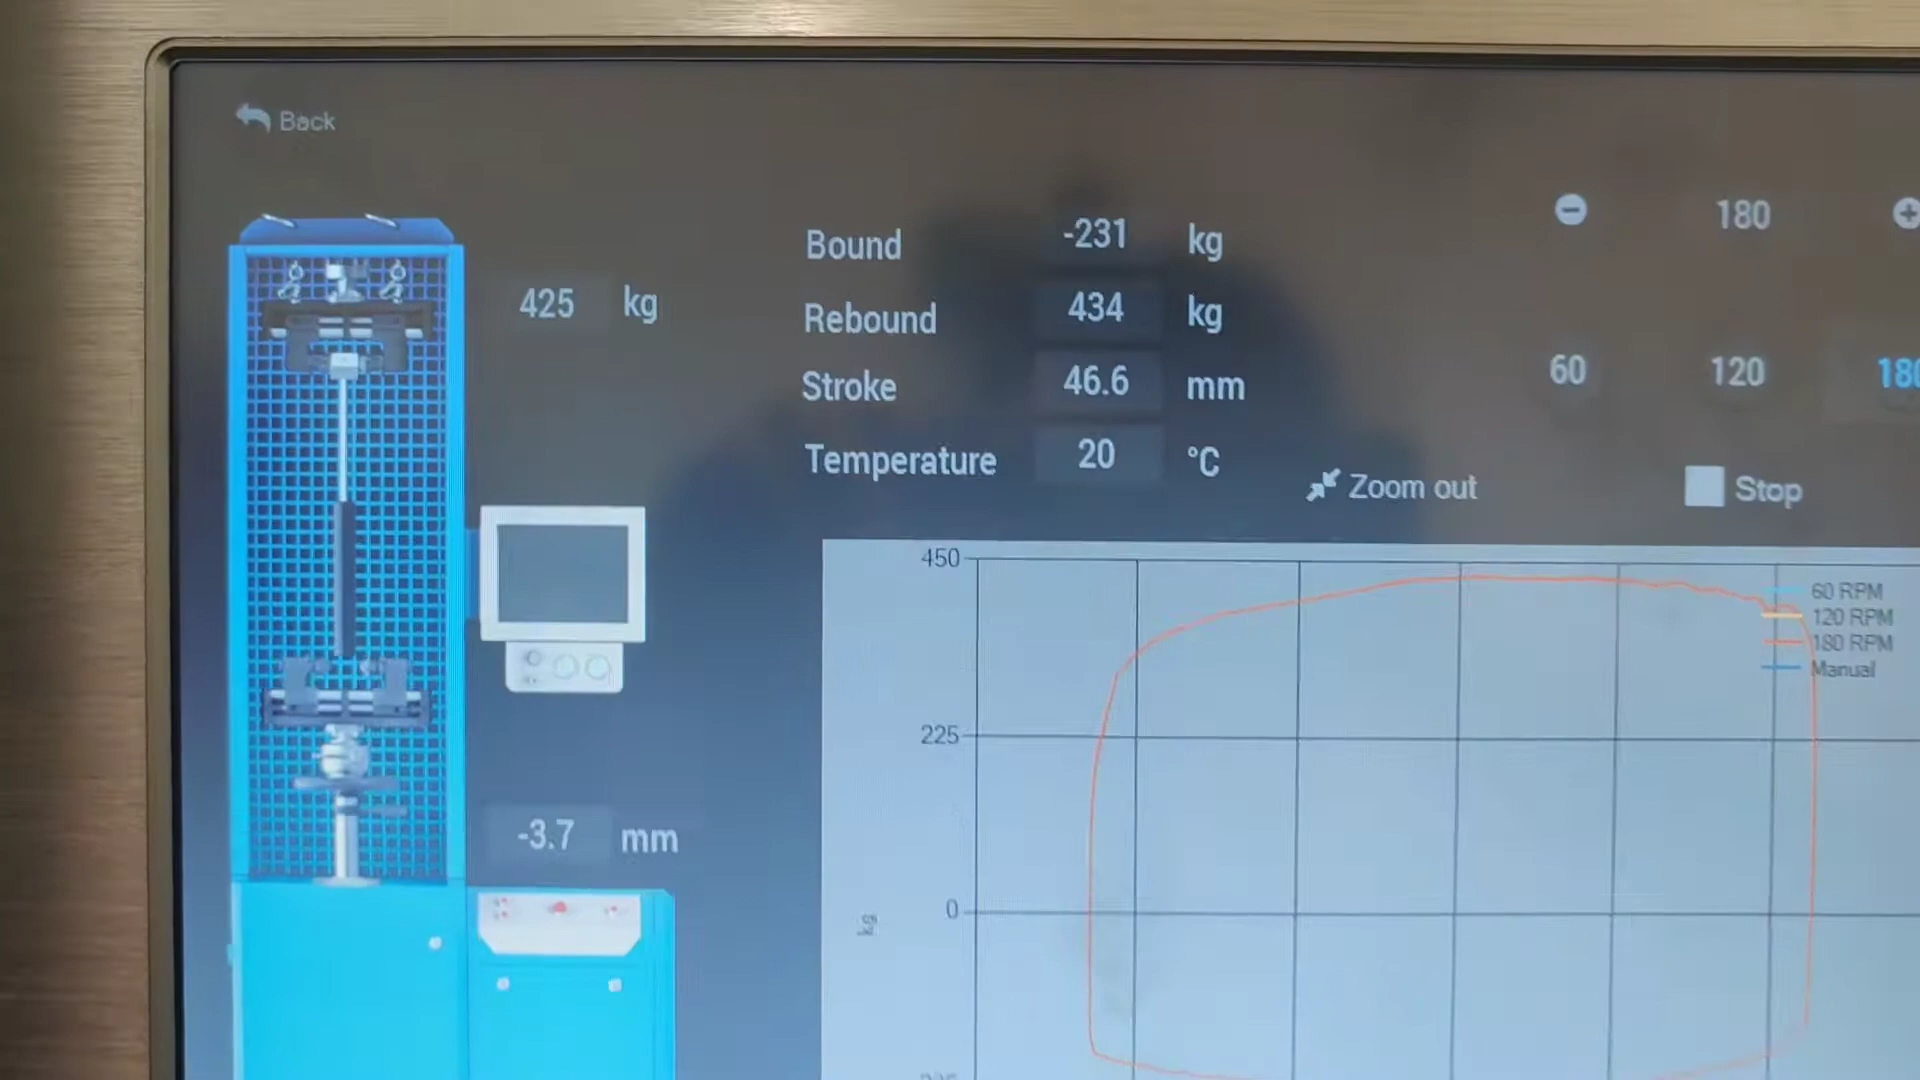 Back
425 kg
Bound -231 kg
Rebound 434 kg
Stroke 46.6 mm
Temperature 20 °C
180
60 120 180
Zoom out
Stop
450
225
0
kg
60 RPM
120 RPM
180 RPM
Manual
-3.7 mm